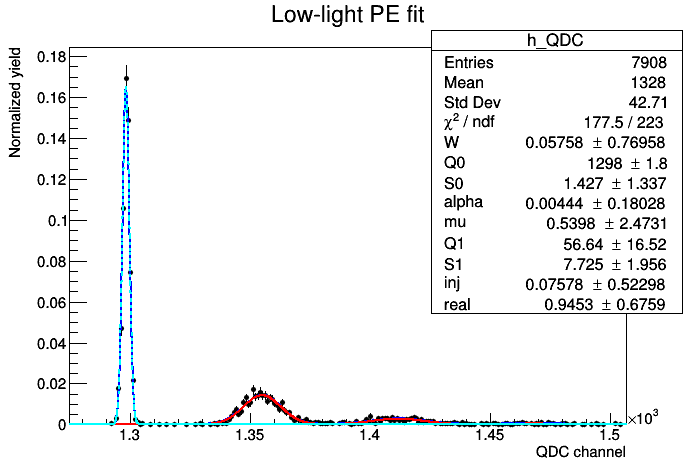 Low-light PE fit
Normalized yield
0.18
0.16
0.14
0.12
0.1
0.08
0.06
0.04
0.02
0
1.3
1.35
1.4
1.45
1.5
×10³
QDC channel
h_QDC
Entries 7908
Mean 1328
Std Dev 42.71
χ² / ndf 177.5 / 223
W 0.05758 ± 0.76958
Q0 1298 ± 1.8
S0 1.427 ± 1.337
alpha 0.00444 ± 0.18028
mu 0.5398 ± 2.4731
Q1 56.64 ± 16.52
S1 7.725 ± 1.956
inj 0.07578 ± 0.52298
real 0.9453 ± 0.6759